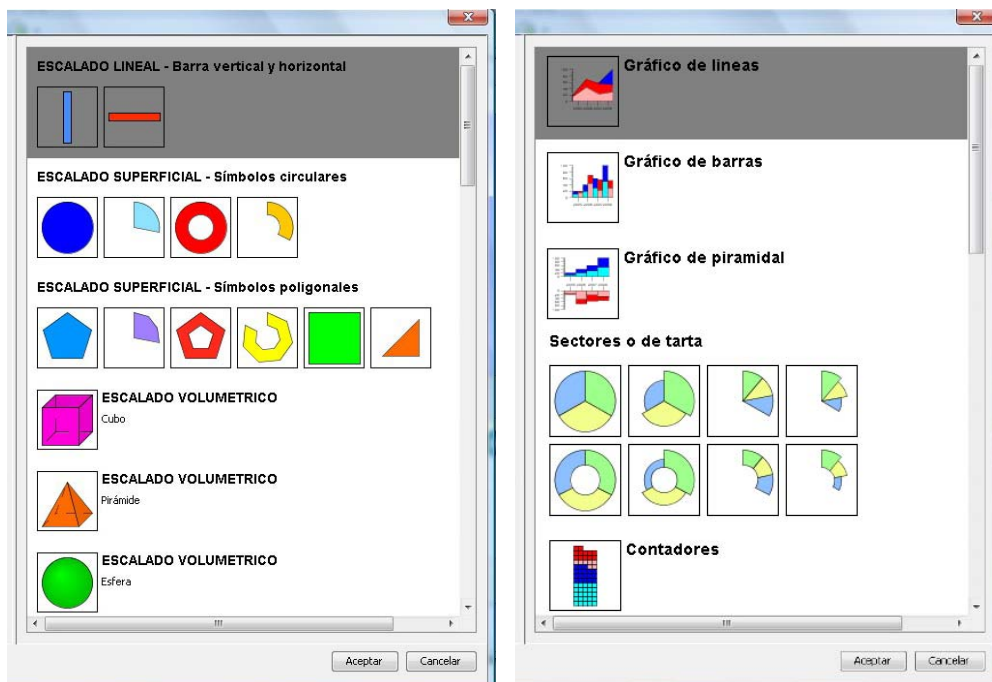 ESCALADO LINEAL - Barra vertical y horizontal
ESCALADO SUPERFICIAL - Símbolos circulares
ESCALADO SUPERFICIAL - Símbolos poligonales
ESCALADO VOLUMETRICO
Cubo
ESCALADO VOLUMETRICO
Pirámide
ESCALADO VOLUMETRICO
Esfera
Aceptar
Cancelar
Gráfico de lineas
Gráfico de barras
Gráfico de piramidal
Sectores o de tarta
Contadores
Aceptar
Cancelar